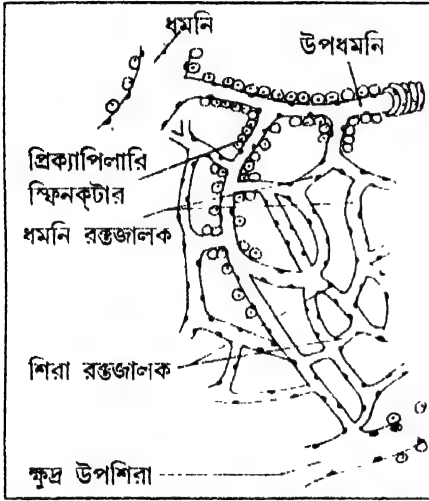 ধমনি
উপধমনি
প্রিক্যাপিলারি
স্ফিনক্‌টার
ধমনি রক্তজালক
শিরা রক্তজালক
ক্ষুদ্র উপশিরা